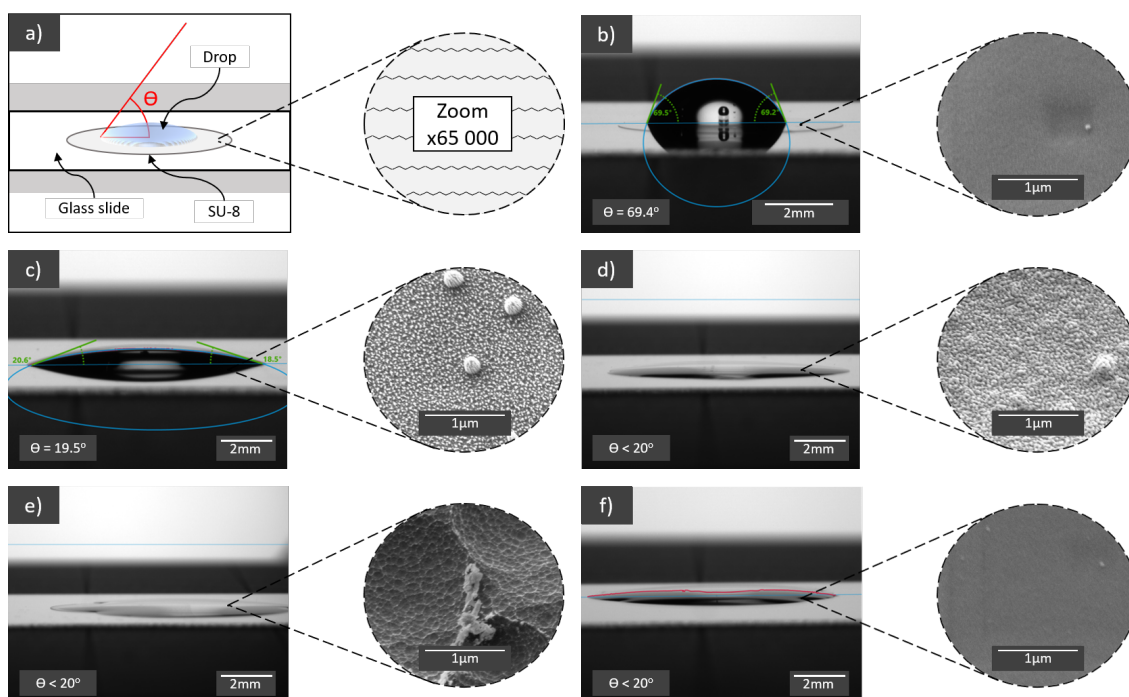 a)
Drop
Ө
Zoom
x65 000
Glass slide
SU-8
b)
69.5°
69.2°
Ө = 69.4°
2mm
1µm
c)
20.6°
18.5°
Ө = 19.5°
2mm
1µm
d)
Ө < 20°
2mm
1µm
e)
Ө < 20°
2mm
1µm
f)
Ө < 20°
2mm
1µm